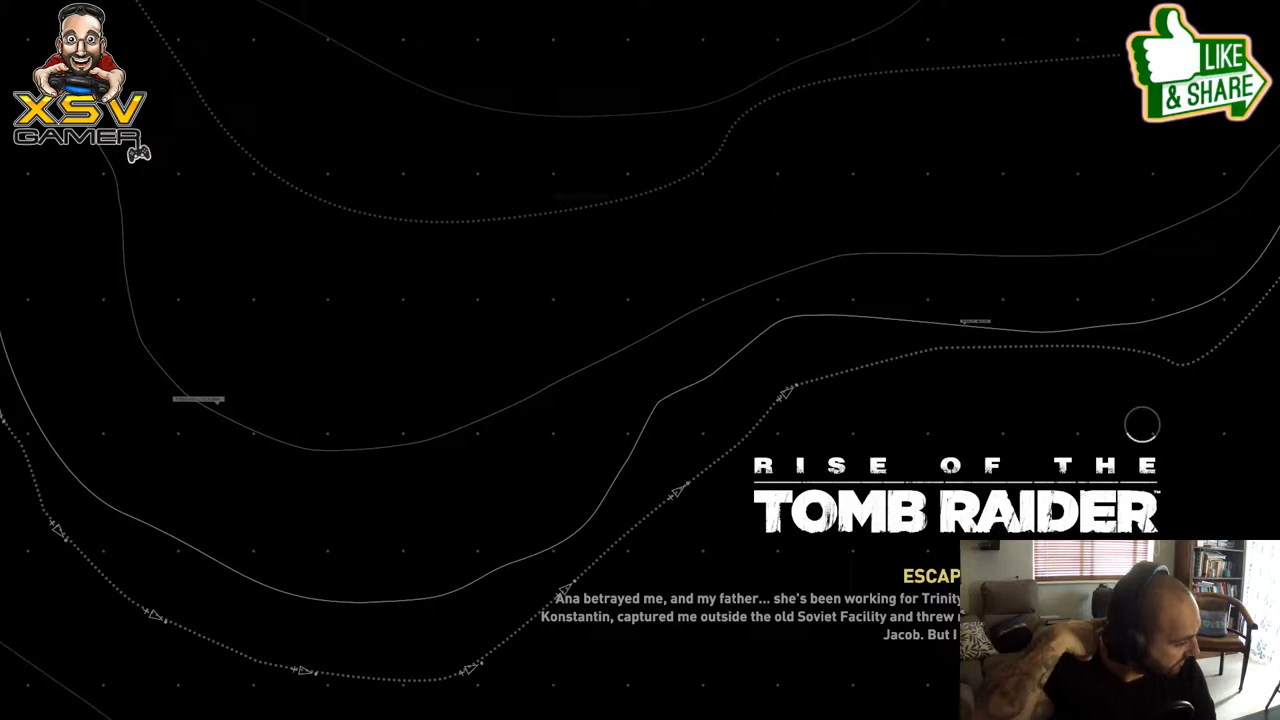 XSV
GAMER
LIKE
& SHARE
RISE OF THE
TOMB RAIDER
ESCAP
Ana betrayed me, and my father... she's been working for Trinity
Konstantin, captured me outside the old Soviet Facility and threw
Jacob. But I